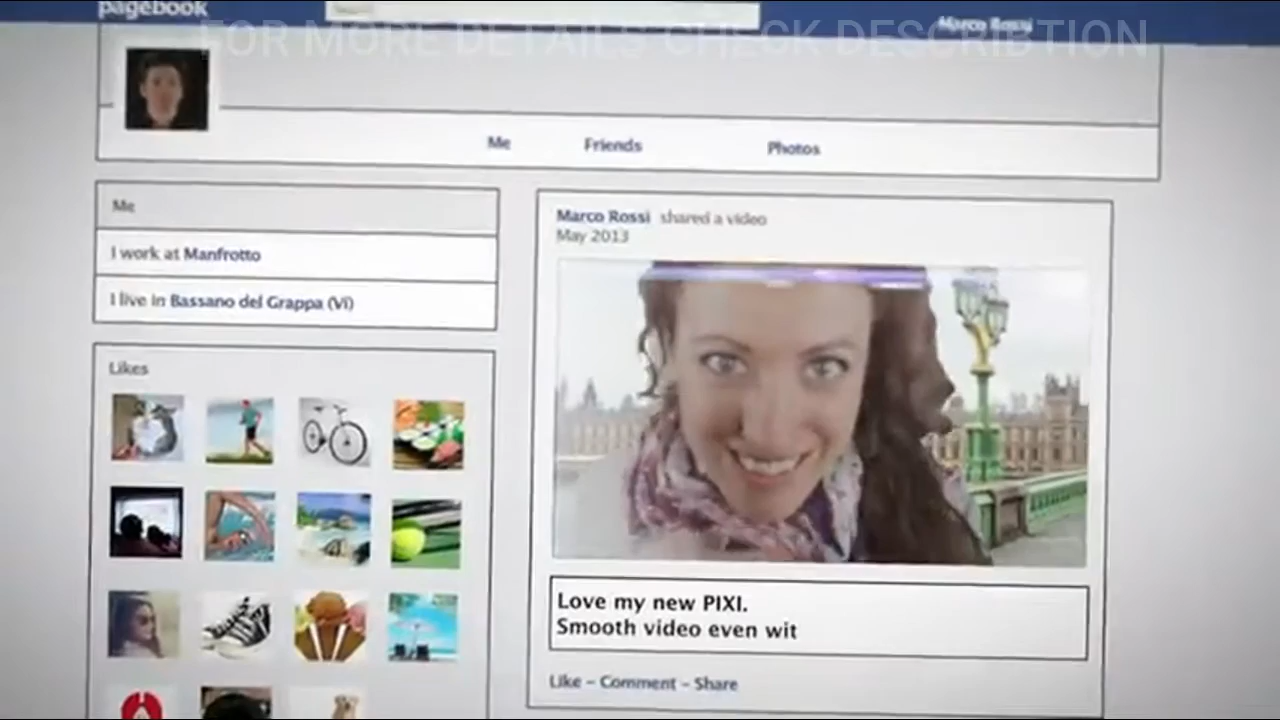 pagebook
Marco Rossi
FOR MORE DETAILS CHECK DESCRIBTION
Me
Friends
Photos
Me
I work at Manfrotto
I live in Bassano del Grappa (Vi)
Likes
Marco Rossi shared a video
May 2013
Love my new PIXI.
Smooth video even wit
Like - Comment - Share